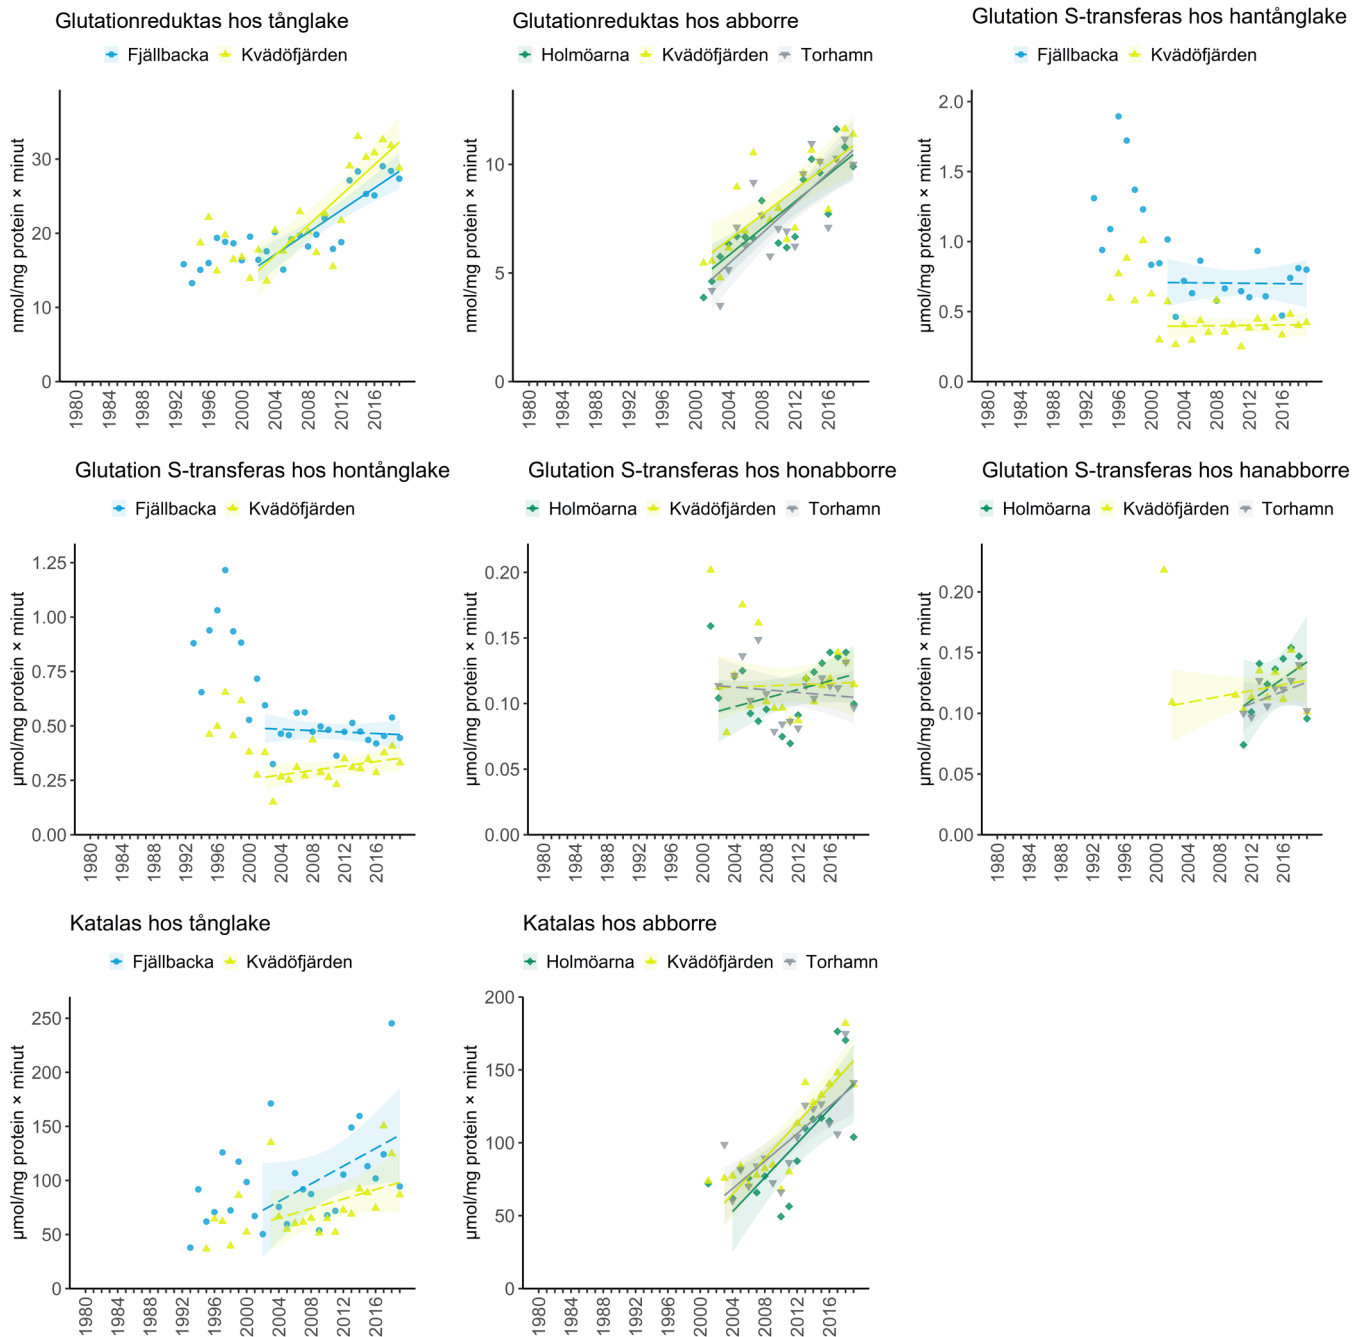 Glutationreduktas hos tånglake
Fjällbacka Kvädöfjärden
nmol/mg protein × minut
30
20
10
0
1980 1984 1988 1992 1996 2000 2004 2008 2012 2016
Glutationreduktas hos abborre
Holmöarna Kvädöfjärden Torhamn
nmol/mg protein × minut
10
5
0
1980 1984 1988 1992 1996 2000 2004 2008 2012 2016
Glutation S-transferas hos hantånglake
Fjällbacka Kvädöfjärden
µmol/mg protein × minut
2.0
1.5
1.0
0.5
0.0
1980 1984 1988 1992 1996 2000 2004 2008 2012 2016
Glutation S-transferas hos hontånglake
Fjällbacka Kvädöfjärden
µmol/mg protein × minut
1.25
1.00
0.75
0.50
0.25
0.00
1980 1984 1988 1992 1996 2000 2004 2008 2012 2016
Glutation S-transferas hos honabborre
Holmöarna Kvädöfjärden Torhamn
µmol/mg protein × minut
0.20
0.15
0.10
0.05
0.00
1980 1984 1988 1992 1996 2000 2004 2008 2012 2016
Glutation S-transferas hos hanabborre
Holmöarna Kvädöfjärden Torhamn
µmol/mg protein × minut
0.20
0.15
0.10
0.05
0.00
1980 1984 1988 1992 1996 2000 2004 2008 2012 2016
Katalas hos tånglake
Fjällbacka Kvädöfjärden
µmol/mg protein × minut
250
200
150
100
50
0
1980 1984 1988 1992 1996 2000 2004 2008 2012 2016
Katalas hos abborre
Holmöarna Kvädöfjärden Torhamn
µmol/mg protein × minut
200
150
100
50
0
1980 1984 1988 1992 1996 2000 2004 2008 2012 2016